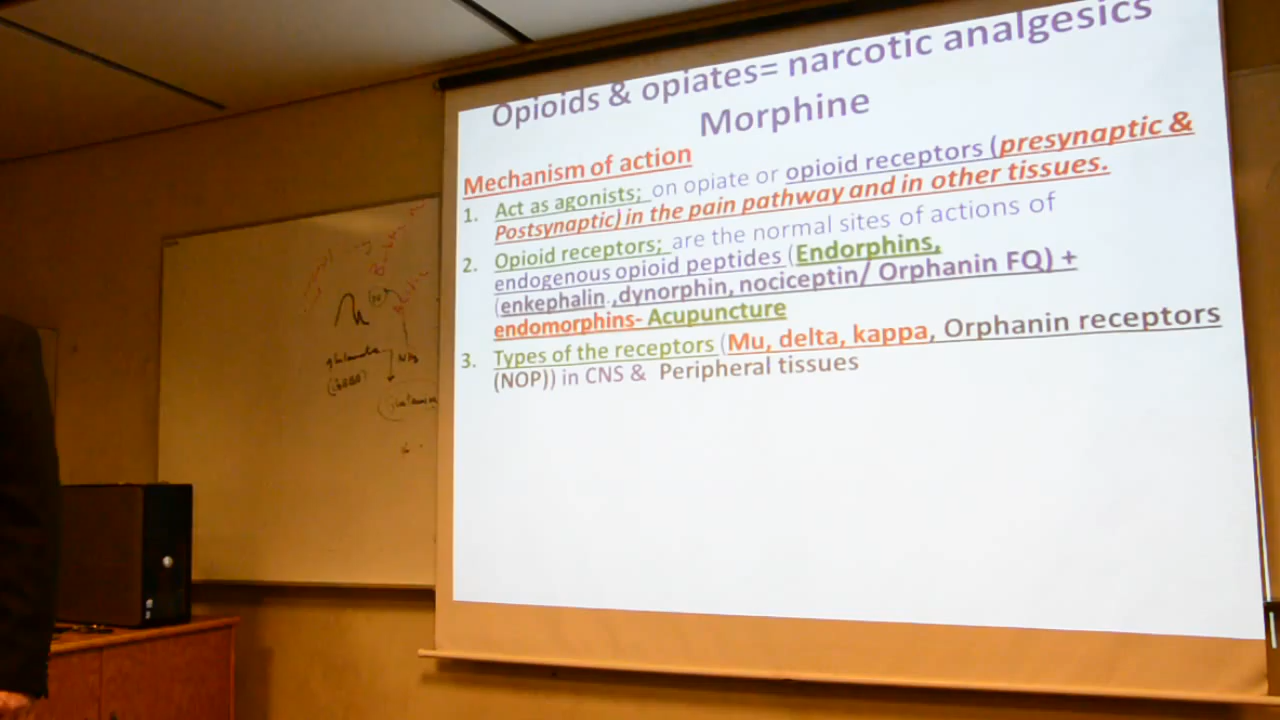 Opioids & opiates= narcotic analgesics
Morphine
Mechanism of action
1. Act as agonists; on opiate or opioid receptors (presynaptic &
Postsynaptic) in the pain pathway and in other tissues.
2. Opioid receptors; are the normal sites of actions of
endogenous opioid peptides (Endorphins,
(enkephalin ,dynorphin, nociceptin/ Orphanin FQ) +
endomorphins- Acupuncture
3. Types of the receptors (Mu, delta, kappa, Orphanin receptors
(NOP)) in CNS & Peripheral tissues
glutamate
NH3